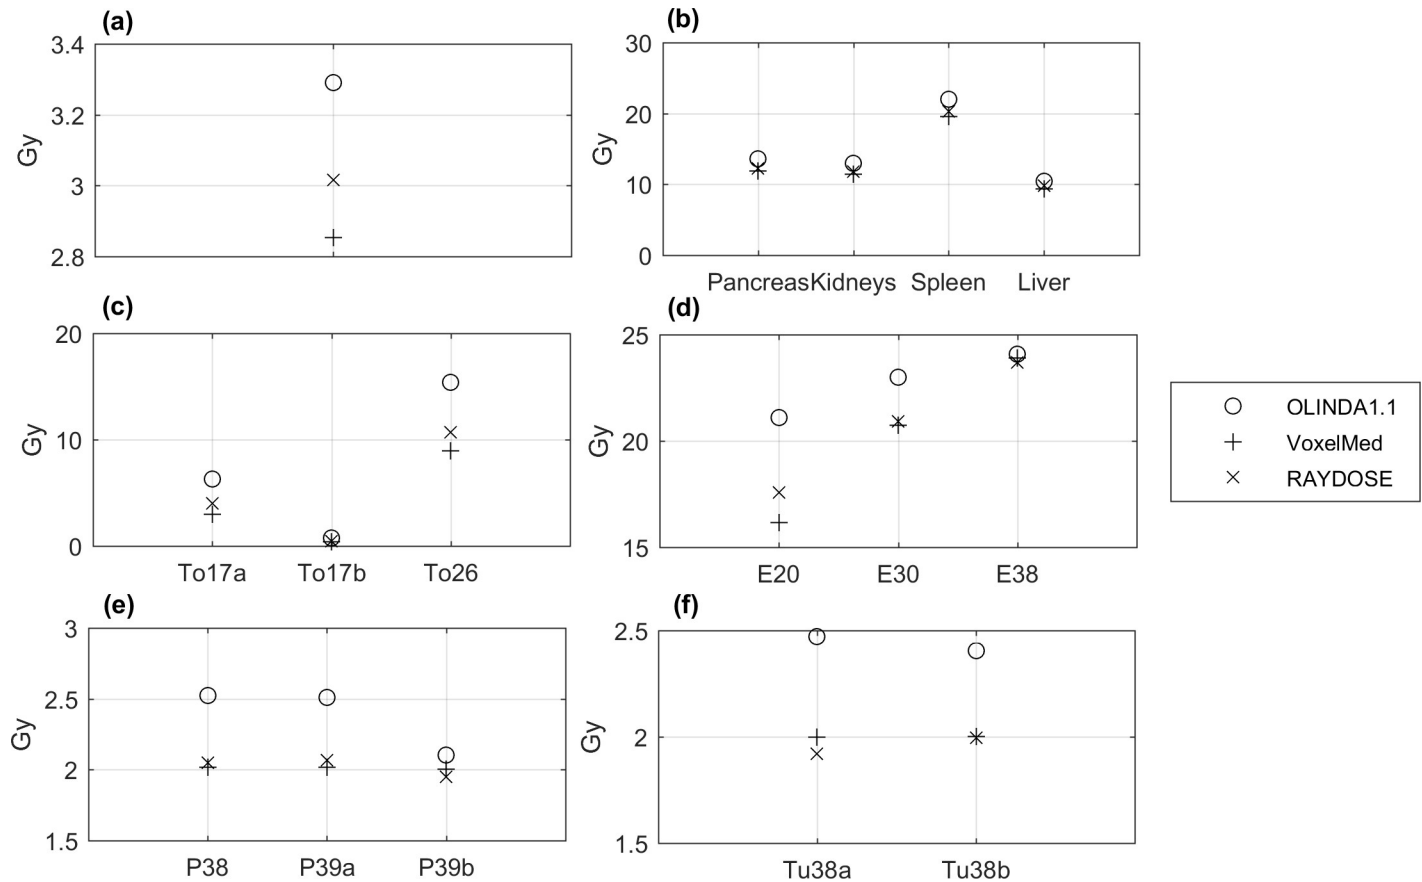 (a)
3.4
3.2
3
2.8
Gy
(b)
30
20
10
0
Gy
Pancreas Kidneys Spleen Liver
(c)
20
10
0
Gy
To17a To17b To26
(d)
25
20
15
Gy
E20 E30 E38
OLINDA1.1
VoxelMed
RAYDOSE
(e)
3
2.5
2
1.5
Gy
P38 P39a P39b
(f)
2.5
2
1.5
Gy
Tu38a Tu38b